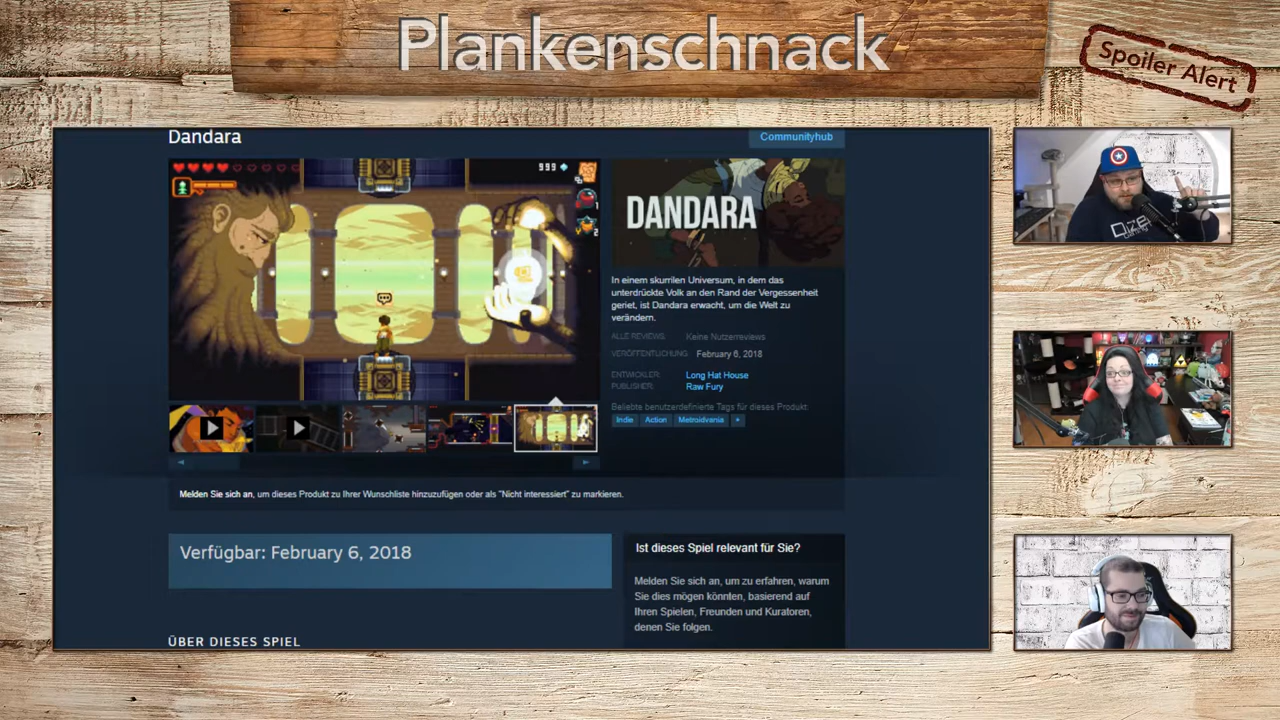 Plankenschnack
Spoiler Alert
Dandara
Communityhub
999
DANDARA
In einem skurrilen Universum, in dem das
unterdrückte Volk an den Rand der Vergessenheit
geriet, ist Dandara erwacht, um die Welt zu
verändern.
ALLE REVIEWS: Keine Nutzerreviews
VERÖFFENTLICHUNG: February 6, 2018
ENTWICKLER: Long Hat House
PUBLISHER: Raw Fury
Beliebte benutzerdefinierte Tags für dieses Produkt:
Indie Action Metroidvania +
Melden Sie sich an, um dieses Produkt zu Ihrer Wunschliste hinzuzufügen oder als "Nicht interessiert" zu markieren.
Verfügbar: February 6, 2018
Ist dieses Spiel relevant für Sie?
Melden Sie sich an, um zu erfahren, warum
Sie dies mögen könnten, basierend auf
Ihren Spielen, Freunden und Kuratoren,
denen Sie folgen.
ÜBER DIESES SPIEL